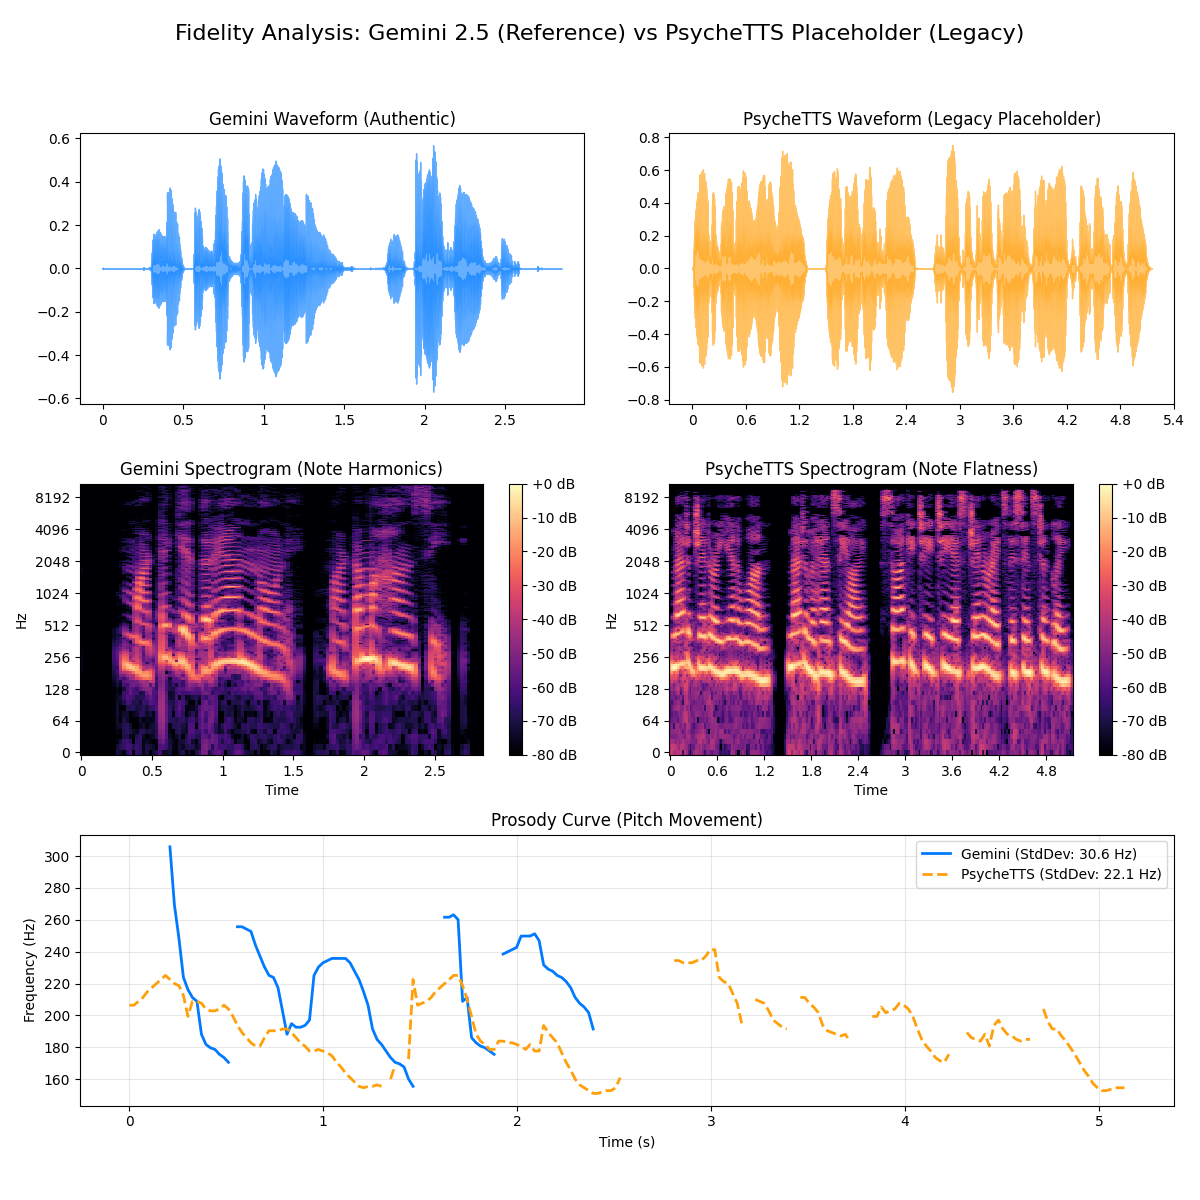 Fidelity Analysis: Gemini 2.5 (Reference) vs PsycheTTS Placeholder (Legacy)
Gemini Waveform (Authentic)
0.6
0.4
0.2
0.0
−0.2
−0.4
−0.6
0 0.5 1 1.5 2 2.5
PsycheTTS Waveform (Legacy Placeholder)
0.8
0.6
0.4
0.2
0.0
−0.2
−0.4
−0.6
−0.8
0 0.6 1.2 1.8 2.4 3 3.6 4.2 4.8 5.4
Gemini Spectrogram (Note Harmonics)
Hz
8192
4096
2048
1024
512
256
128
64
0
0 0.5 1 1.5 2 2.5
Time
+0 dB
-10 dB
-20 dB
-30 dB
-40 dB
-50 dB
-60 dB
-70 dB
-80 dB
PsycheTTS Spectrogram (Note Flatness)
Hz
8192
4096
2048
1024
512
256
128
64
0
0 0.6 1.2 1.8 2.4 3 3.6 4.2 4.8
Time
+0 dB
-10 dB
-20 dB
-30 dB
-40 dB
-50 dB
-60 dB
-70 dB
-80 dB
Prosody Curve (Pitch Movement)
Frequency (Hz)
300
280
260
240
220
200
180
160
Gemini (StdDev: 30.6 Hz)
PsycheTTS (StdDev: 22.1 Hz)
0 1 2 3 4 5
Time (s)